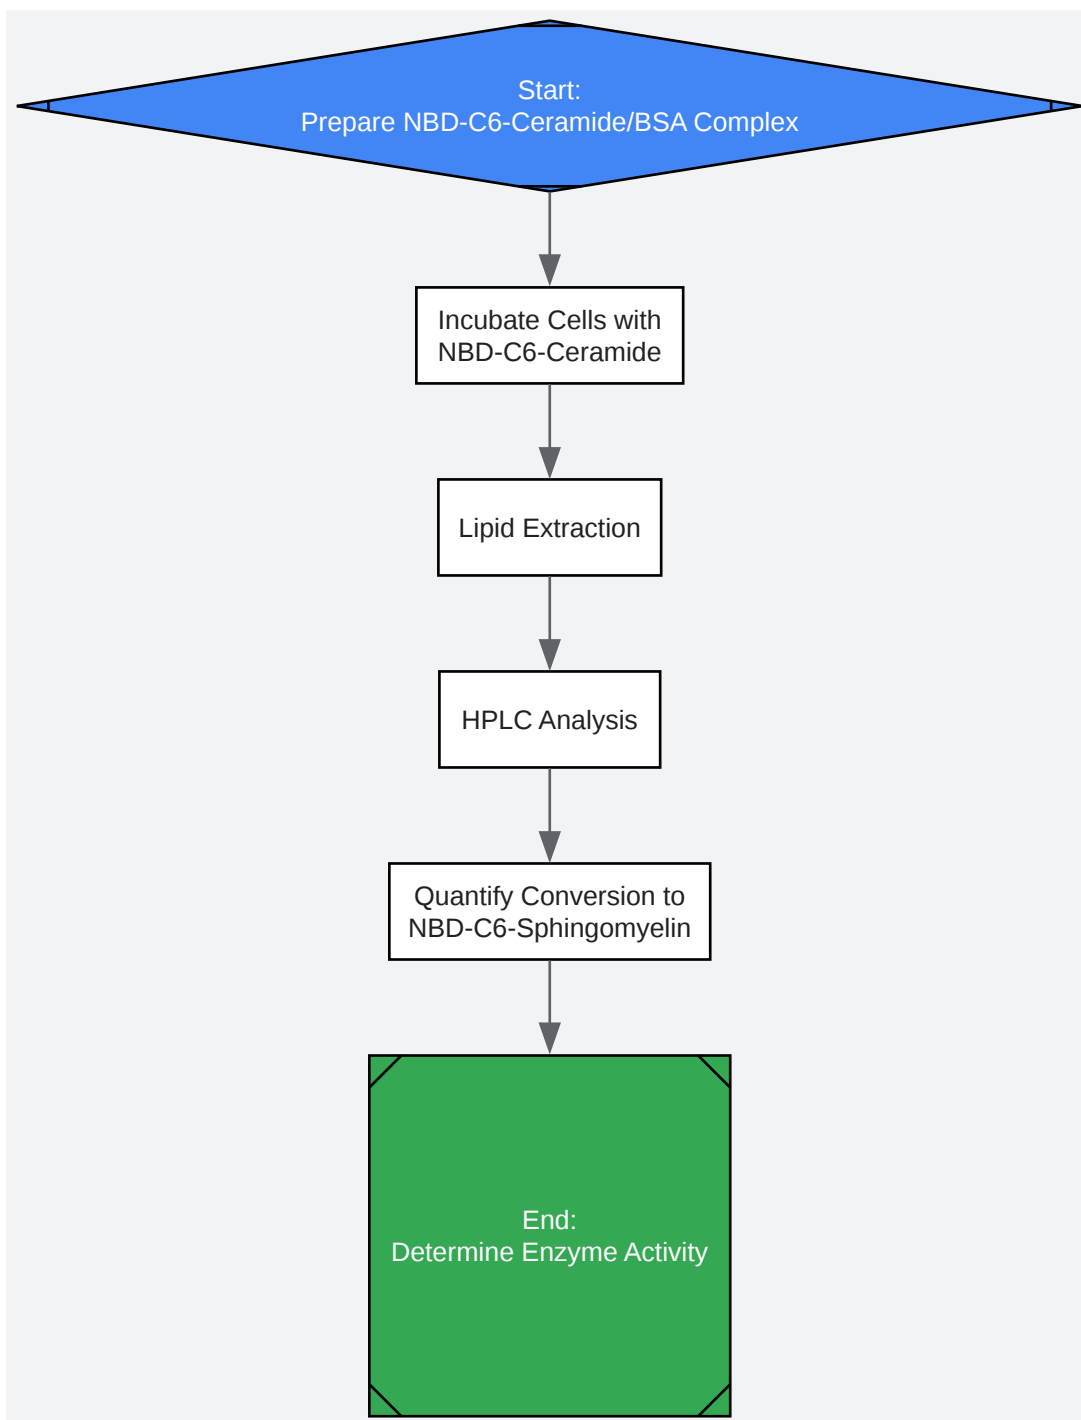 Start:
Prepare NBD-C6-Ceramide/BSA Complex
Incubate Cells with
NBD-C6-Ceramide
Lipid Extraction
HPLC Analysis
Quantify Conversion to
NBD-C6-Sphingomyelin
End:
Determine Enzyme Activity